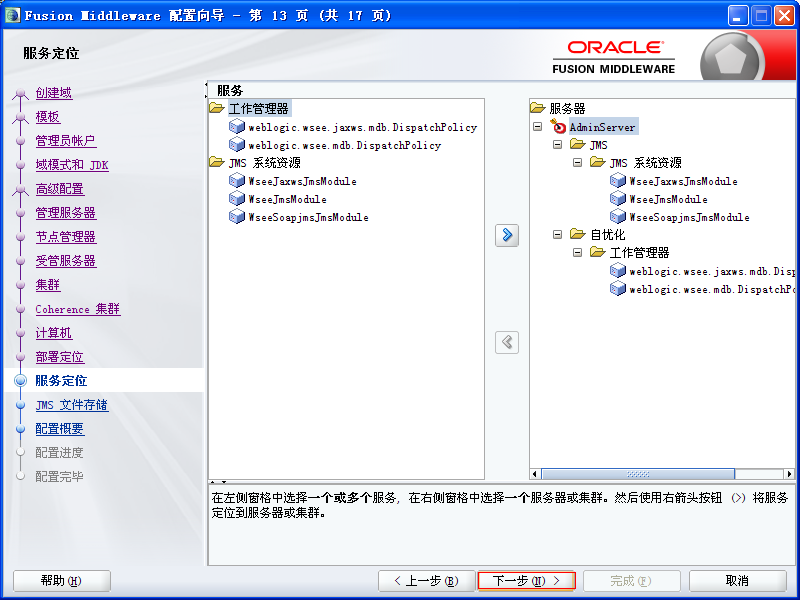 Fusion Middleware 配置向导 - 第 13 页 (共 17 页)
服务定位
ORACLE
FUSION MIDDLEWARE
创建域
模板
管理员帐户
域模式和 JDK
高级配置
管理服务器
节点管理器
受管服务器
集群
Coherence 集群
计算机
部署定位
服务定位
JMS 文件存储
配置概要
配置进度
配置完毕
服务
工作管理器
weblogic.wsee.jaxws.mdb.DispatchPolicy
weblogic.wsee.mdb.DispatchPolicy
JMS 系统资源
WseeJaxwsJmsModule
WseeJmsModule
WseeSoapjmsJmsModule
服务器
AdminServer
JMS
JMS 系统资源
WseeJaxwsJmsModule
WseeJmsModule
WseeSoapjmsJmsModule
自优化
工作管理器
weblogic.wsee.jaxws.mdb.Disp
weblogic.wsee.mdb.DispatchPo
在左侧窗格中选择一个或多个服务, 在右侧窗格中选择一个服务器或集群。然后使用右箭头按钮 (>) 将服务
定位到服务器或集群。
帮助(H)
< 上一步(B)
下一步(N) >
完成(F)
取消